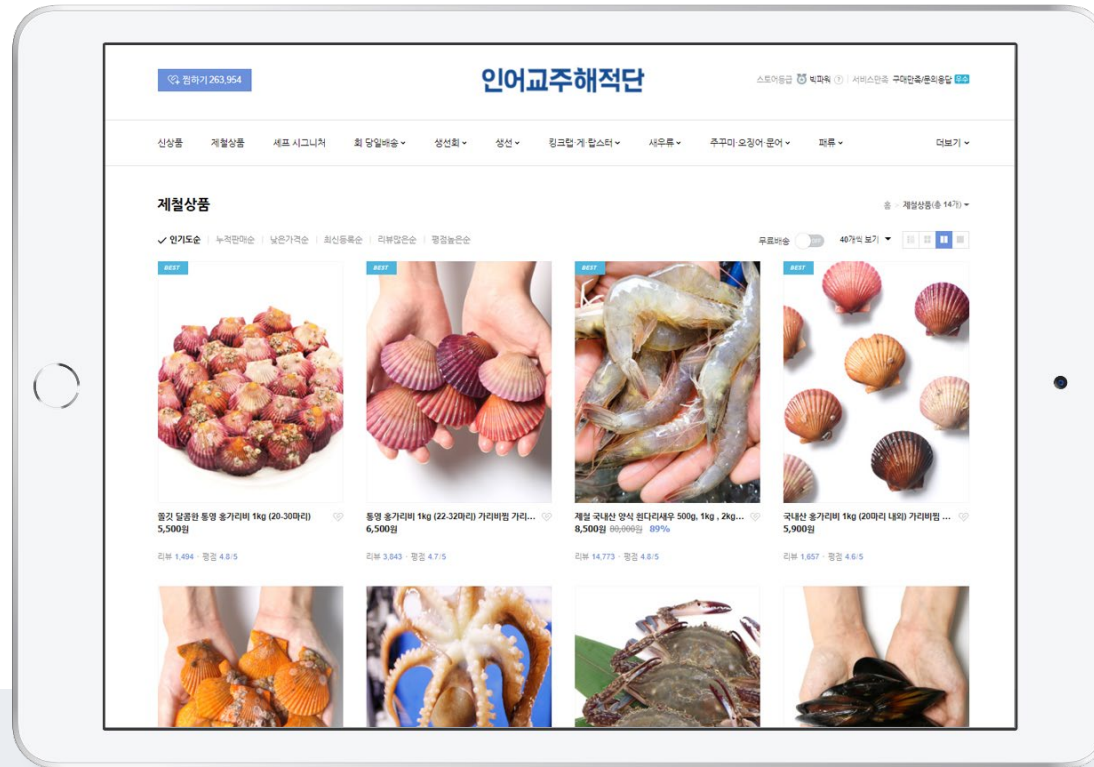 찜하기 263,954
인어교주해적단
스토어등급 빅파워 ? 서비스만족 구매만족/문의응답 우수
신상품 제철상품 셰프 시그니처 회 당일배송 생선회 생선 킹크랩·게·랍스터 새우류 주꾸미·오징어·문어 패류 더보기
제철상품
홈 제철상품(총 14개)
인기도순 누적판매순 낮은가격순 최신등록순 리뷰많은순 평점높은순
무료배송 OFF 40개씩 보기
BEST BEST BEST BEST
쫄깃 달콤한 통영 홍가리비 1kg (20-30마리)
5,500원
리뷰 1,494 · 평점 4.8/5
통영 홍가리비 1kg (22-32마리) 가리비찜 가리...
6,500원
리뷰 3,843 · 평점 4.7/5
제철 국내산 양식 흰다리새우 500g, 1kg , 2kg...
8,500원 80,000원 89%
리뷰 14,773 · 평점 4.8/5
국내산 홍가리비 1kg (20마리 내외) 가리비찜 ...
5,900원
리뷰 1,657 · 평점 4.6/5